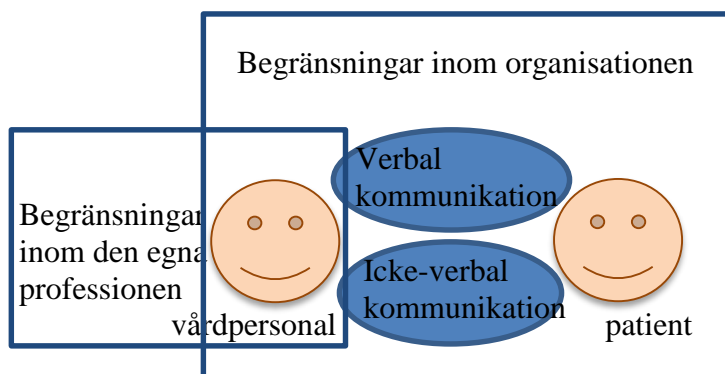 Begränsningar inom organisationen
Verbal
kommunikation
Begränsningar
inom den egna
professionen
Icke-verbal
kommunikation
vårdpersonal
patient